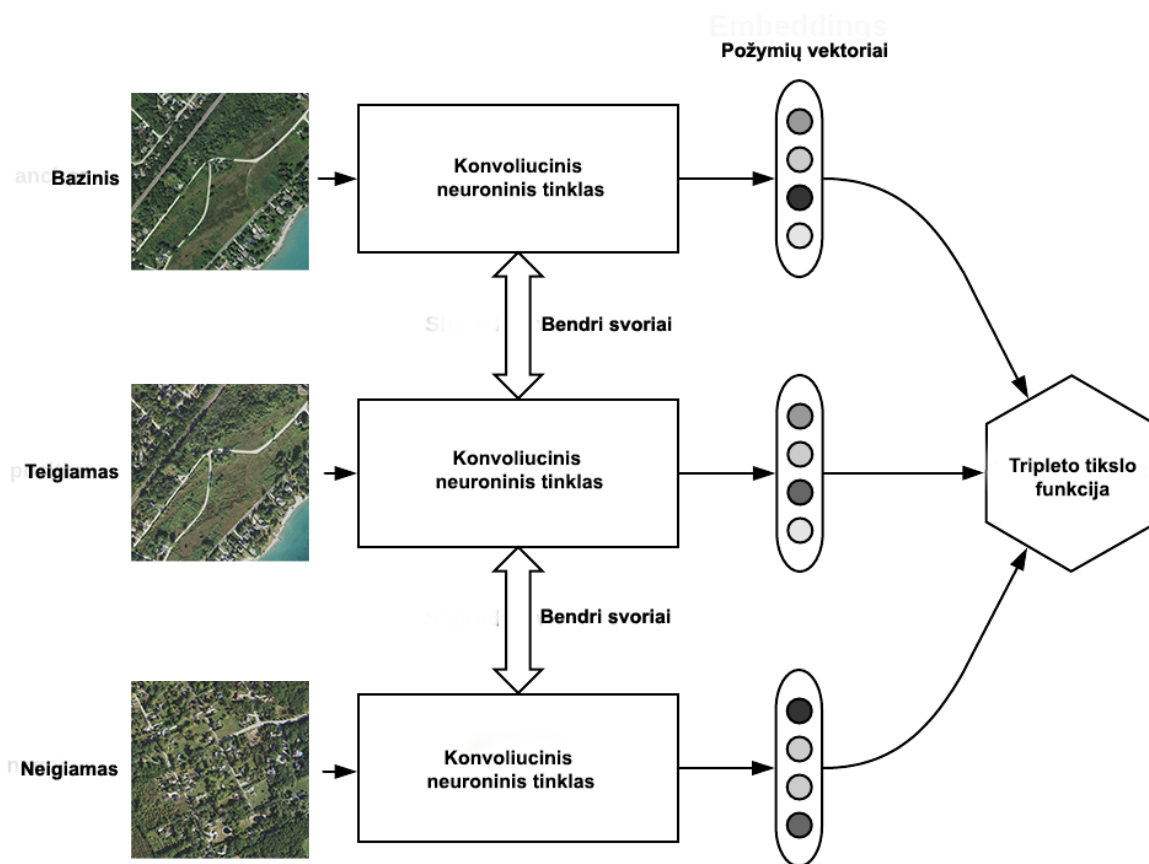 Embeddings
Požymių vektoriai
Bazinis
Konvoliucinis
neuroninis tinklas
Bendri svoriai
Teigiamas
Konvoliucinis
neuroninis tinklas
Tripleto tikslo
funkcija
Bendri svoriai
Neigiamas
Konvoliucinis
neuroninis tinklas